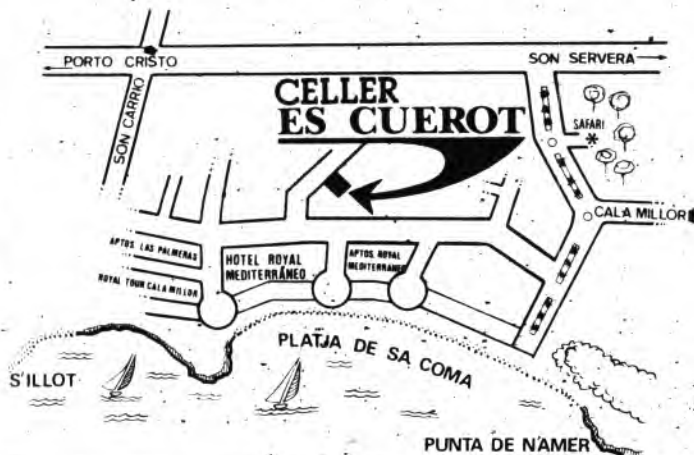 PORTO CRISTO
SON SERVERA
SON CARRIO
CELLER
ES CUEROT
SAFARI
CALA MILLOR
APTOS LAS PALMERAS
HOTEL ROYAL
MEDITERRÁNEO
APTOS. ROYAL
MEDITERRANEO
ROYAL TOUR CALA MILLOR
PLATJA DE SA COMA
S'ILLOT
PUNTA DE N'AMER